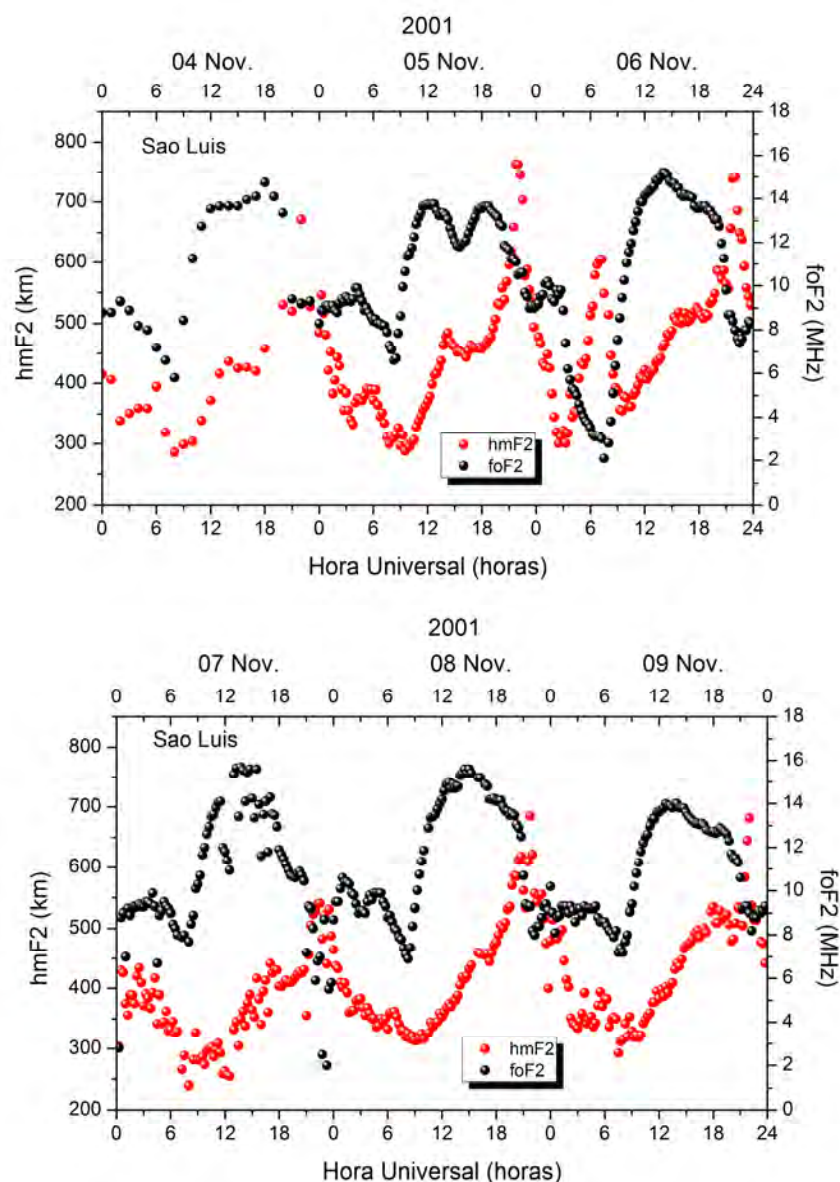 2001
04 Nov. 05 Nov. 06 Nov.
0 6 12 18 0 6 12 18 0 6 12 18 24
Sao Luis
800
700
600
500
400
300
200
hmF2 (km)
18
16
14
12
10
8
6
4
2
0
foF2 (MHz)
hmF2
foF2
0 6 12 18 0 6 12 18 0 6 12 18 24
Hora Universal (horas)
2001
07 Nov. 08 Nov. 09 Nov.
0 6 12 18 0 6 12 18 0 6 12 18 0
Sao Luis
800
700
600
500
400
300
200
hmF2 (km)
18
16
14
12
10
8
6
4
2
0
foF2 (MHz)
hmF2
foF2
0 6 12 18 0 6 12 18 0 6 12 18 24
Hora Universal (horas)